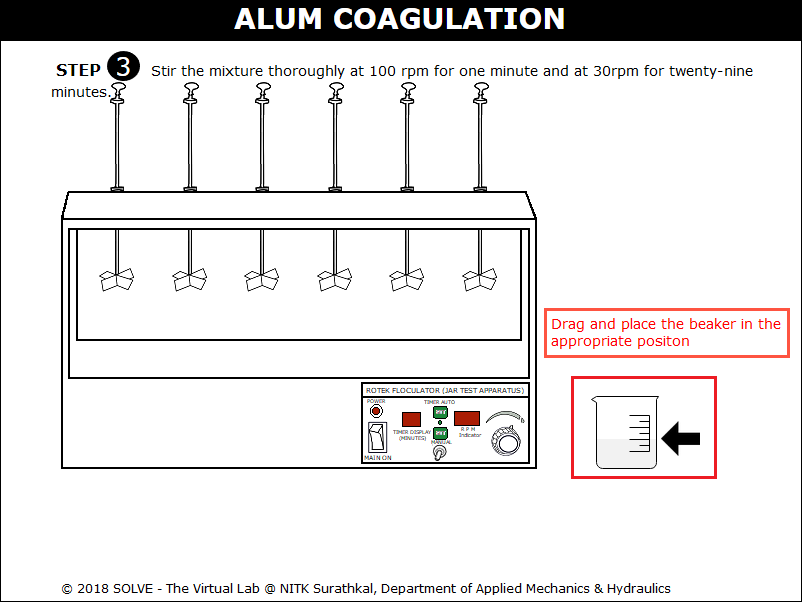 ALUM COAGULATION
STEP 3 Stir the mixture thoroughly at 100 rpm for one minute and at 30rpm for twenty-nine
minutes.
Drag and place the beaker in the
appropriate positon
ROTEK FLOCULATOR (JAR TEST APPARATUS)
POWER
TIMER AUTO
TIMER DISPLAY
(MINUTES)
R P M
Indicator
MANUAL
MAIN ON
© 2018 SOLVE - The Virtual Lab @ NITK Surathkal, Department of Applied Mechanics & Hydraulics